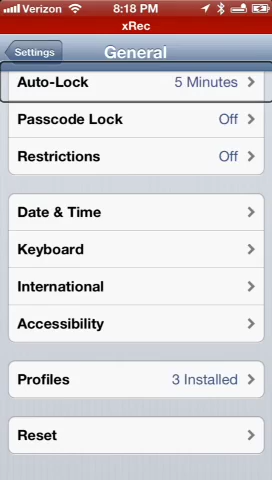 Verizon 8:18 PM
xRec
Settings General
Auto-Lock 5 Minutes
Passcode Lock Off
Restrictions Off
Date & Time
Keyboard
International
Accessibility
Profiles 3 Installed
Reset